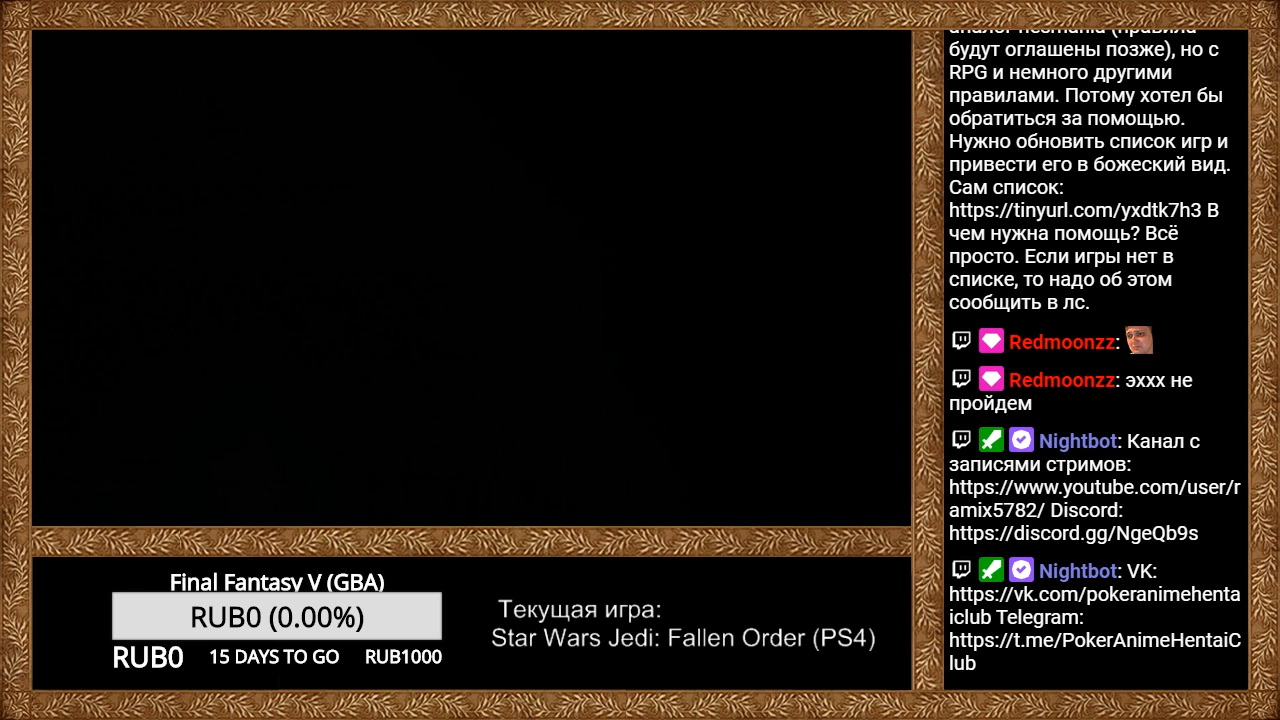 аналог nesmania (правила
будут оглашены позже), но с
RPG и немного другими
правилами. Потому хотел бы
обратиться за помощью.
Нужно обновить список игр и
привести его в божеский вид.
Сам список:
https://tinyurl.com/yxdtk7h3 В
чем нужна помощь? Всё
просто. Если игры нет в
списке, то надо об этом
сообщить в лс.
Redmoonzz:
Redmoonzz: эххх не
пройдем
Nightbot: Канал с
записями стримов:
https://www.youtube.com/user/r
amix5782/ Discord:
https://discord.gg/NgeQb9s
Nightbot: VK:
https://vk.com/pokeranimehenta
iclub Telegram:
https://t.me/PokerAnimeHentaiC
lub
Final Fantasy V (GBA)
RUB0 (0.00%)
RUB0 15 DAYS TO GO RUB1000
Текущая игра:
Star Wars Jedi: Fallen Order (PS4)